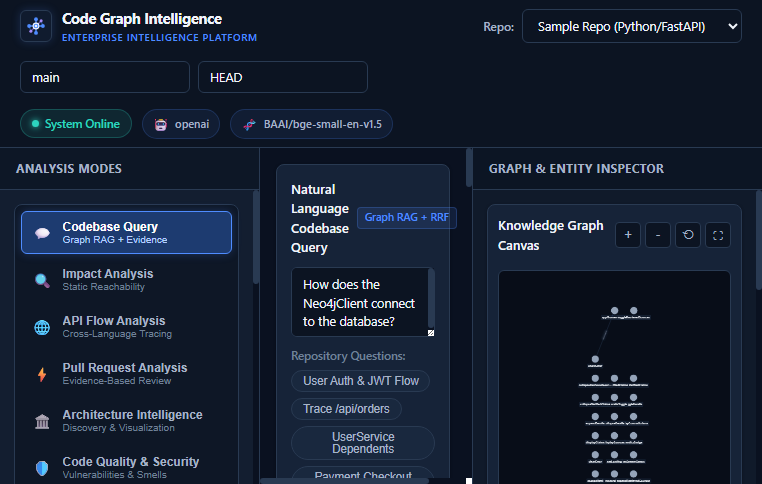 Code Graph Intelligence
ENTERPRISE INTELLIGENCE PLATFORM
Repo:
Sample Repo (Python/FastAPI)
main
HEAD
System Online
openai
BAAI/bge-small-en-v1.5
ANALYSIS MODES
Codebase Query
Graph RAG + Evidence
Impact Analysis
Static Reachability
API Flow Analysis
Cross-Language Tracing
Pull Request Analysis
Evidence-Based Review
Architecture Intelligence
Discovery & Visualization
Code Quality & Security
Vulnerabilities & Smells
Natural
Language
Codebase
Query
Graph RAG + RRF
How does the
Neo4jClient connect
to the database?
Repository Questions:
User Auth & JWT Flow
Trace /api/orders
UserService
Dependents
Payment Checkout
GRAPH & ENTITY INSPECTOR
Knowledge Graph
Canvas
+
-